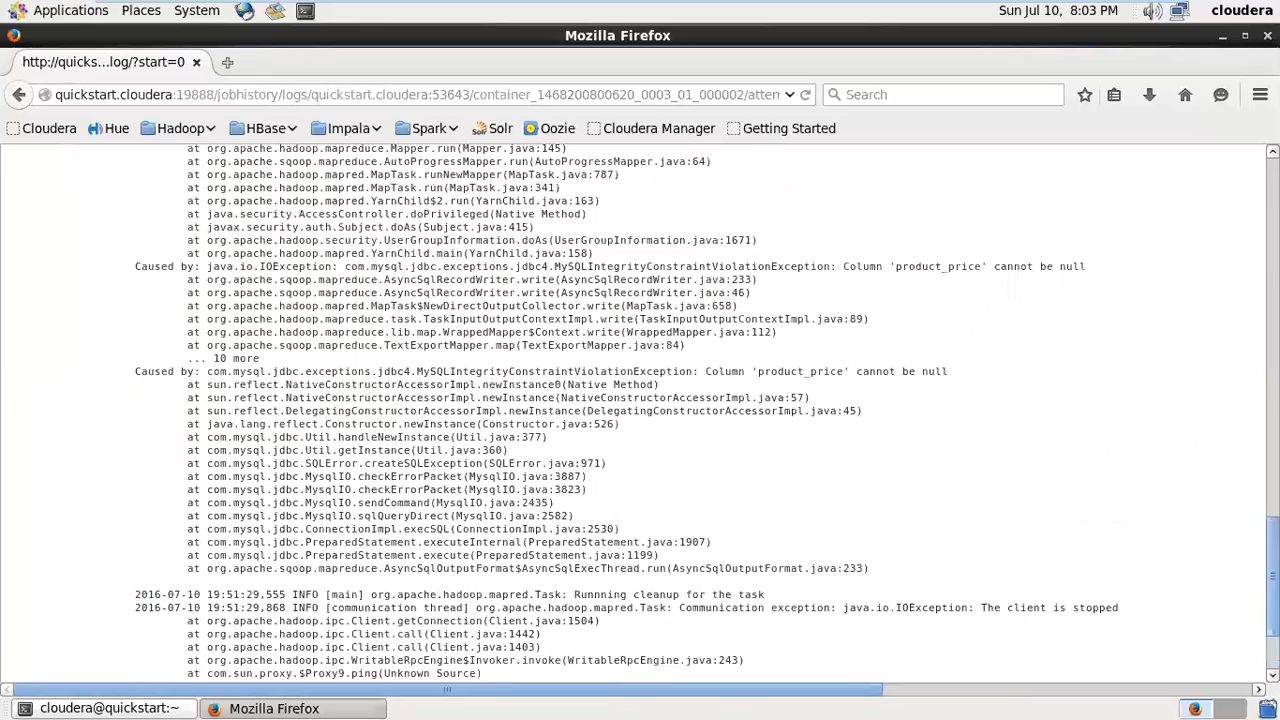 Applications Places System
Sun Jul 10, 8:03 PM cloudera
Mozilla Firefox
http://quicks...log/?start=0
quickstart.cloudera:19888/jobhistory/logs/quickstart.cloudera:53643/container_1468200800620_0003_01_000002/attem
Search
Cloudera Hue Hadoop HBase Impala Spark Solr Oozie Cloudera Manager Getting Started
at org.apache.hadoop.mapreduce.Mapper.run(Mapper.java:145)
at org.apache.sqoop.mapreduce.AutoProgressMapper.run(AutoProgressMapper.java:64)
at org.apache.hadoop.mapred.MapTask.runNewMapper(MapTask.java:787)
at org.apache.hadoop.mapred.MapTask.run(MapTask.java:341)
at org.apache.hadoop.mapred.YarnChild$2.run(YarnChild.java:163)
at java.security.AccessController.doPrivileged(Native Method)
at javax.security.auth.Subject.doAs(Subject.java:415)
at org.apache.hadoop.security.UserGroupInformation.doAs(UserGroupInformation.java:1671)
at org.apache.hadoop.mapred.YarnChild.main(YarnChild.java:158)
Caused by: java.io.IOException: com.mysql.jdbc.exceptions.jdbc4.MySQLIntegrityConstraintViolationException: Column 'product_price' cannot be null
at org.apache.sqoop.mapreduce.AsyncSqlRecordWriter.write(AsyncSqlRecordWriter.java:233)
at org.apache.sqoop.mapreduce.AsyncSqlRecordWriter.write(AsyncSqlRecordWriter.java:46)
at org.apache.hadoop.mapred.MapTask$NewDirectOutputCollector.write(MapTask.java:658)
at org.apache.hadoop.mapreduce.task.TaskInputOutputContextImpl.write(TaskInputOutputContextImpl.java:89)
at org.apache.hadoop.mapreduce.lib.map.WrappedMapper$Context.write(WrappedMapper.java:112)
at org.apache.sqoop.mapreduce.TextExportMapper.map(TextExportMapper.java:84)
... 10 more
Caused by: com.mysql.jdbc.exceptions.jdbc4.MySQLIntegrityConstraintViolationException: Column 'product_price' cannot be null
at sun.reflect.NativeConstructorAccessorImpl.newInstance0(Native Method)
at sun.reflect.NativeConstructorAccessorImpl.newInstance(NativeConstructorAccessorImpl.java:57)
at sun.reflect.DelegatingConstructorAccessorImpl.newInstance(DelegatingConstructorAccessorImpl.java:45)
at java.lang.reflect.Constructor.newInstance(Constructor.java:526)
at com.mysql.jdbc.Util.handleNewInstance(Util.java:377)
at com.mysql.jdbc.Util.getInstance(Util.java:360)
at com.mysql.jdbc.SQLError.createSQLException(SQLError.java:971)
at com.mysql.jdbc.MysqlIO.checkErrorPacket(MysqlIO.java:3887)
at com.mysql.jdbc.MysqlIO.checkErrorPacket(MysqlIO.java:3823)
at com.mysql.jdbc.MysqlIO.sendCommand(MysqlIO.java:2435)
at com.mysql.jdbc.MysqlIO.sqlQueryDirect(MysqlIO.java:2582)
at com.mysql.jdbc.ConnectionImpl.execSQL(ConnectionImpl.java:2530)
at com.mysql.jdbc.PreparedStatement.executeInternal(PreparedStatement.java:1907)
at com.mysql.jdbc.PreparedStatement.execute(PreparedStatement.java:1199)
at org.apache.sqoop.mapreduce.AsyncSqlOutputFormat$AsyncSqlExecThread.run(AsyncSqlOutputFormat.java:233)
2016-07-10 19:51:29,555 INFO [main] org.apache.hadoop.mapred.Task: Runnning cleanup for the task
2016-07-10 19:51:29,868 INFO [communication thread] org.apache.hadoop.mapred.Task: Communication exception: java.io.IOException: The client is stopped
at org.apache.hadoop.ipc.Client.getConnection(Client.java:1504)
at org.apache.hadoop.ipc.Client.call(Client.java:1442)
at org.apache.hadoop.ipc.Client.call(Client.java:1403)
at org.apache.hadoop.ipc.WritableRpcEngine$Invoker.invoke(WritableRpcEngine.java:243)
at com.sun.proxy.$Proxy9.ping(Unknown Source)
cloudera@quickstart:~ Mozilla Firefox